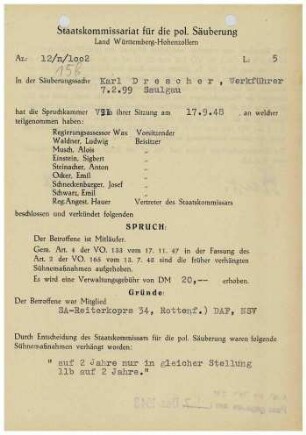 Staatskommissariat für die pol. Säuberung
Land Württemberg-Hohenzollern
Az. 12/n/1oo2
L. 5
156
In der Säuberungssache Karl Drescher, Werkführer
7.2.99 Saulgau
hat die Spruchkammer VII ihrer Sitzung am 17.9.48, an welcher
teilgenommen haben:
Regierungsassessor Wax Vorsitzender
Waldner, Ludwig Beisitzer
Mosch, Alois "
Einstein, Sigbert "
Steinacher, Anton "
Osker, Emil "
Schneckenburger, Josef "
Schwarz, Emil "
Reg.Angest. Hauer Vertreter des Staatskommissars
beschlossen und verkündet folgenden
SPRUCH:
Der Betroffene ist Mitläufer.
Gem. Art. 4 der VO. 133 vom 17. 11. 47 in der Fassung des
Art. 2 der VO. 165 vom 13. 7. 48 sind die früher verhängten
Sühnemaßnahmen aufgehoben.
Es wird eine Verwaltungsgebühr von DM 20,-- erhoben.
Gründe:
Der Betroffene war Mitglied
SA-Reiterkoprs 34, Rottenf.) DAF, NSV
Durch Entscheidung des Staatskommissars für die pol. Säuberung waren folgende
Sühnemaßnahmen verhängt worden:
" auf 2 Jahre nur in gleicher Stellung
11b auf 2 Jahre."